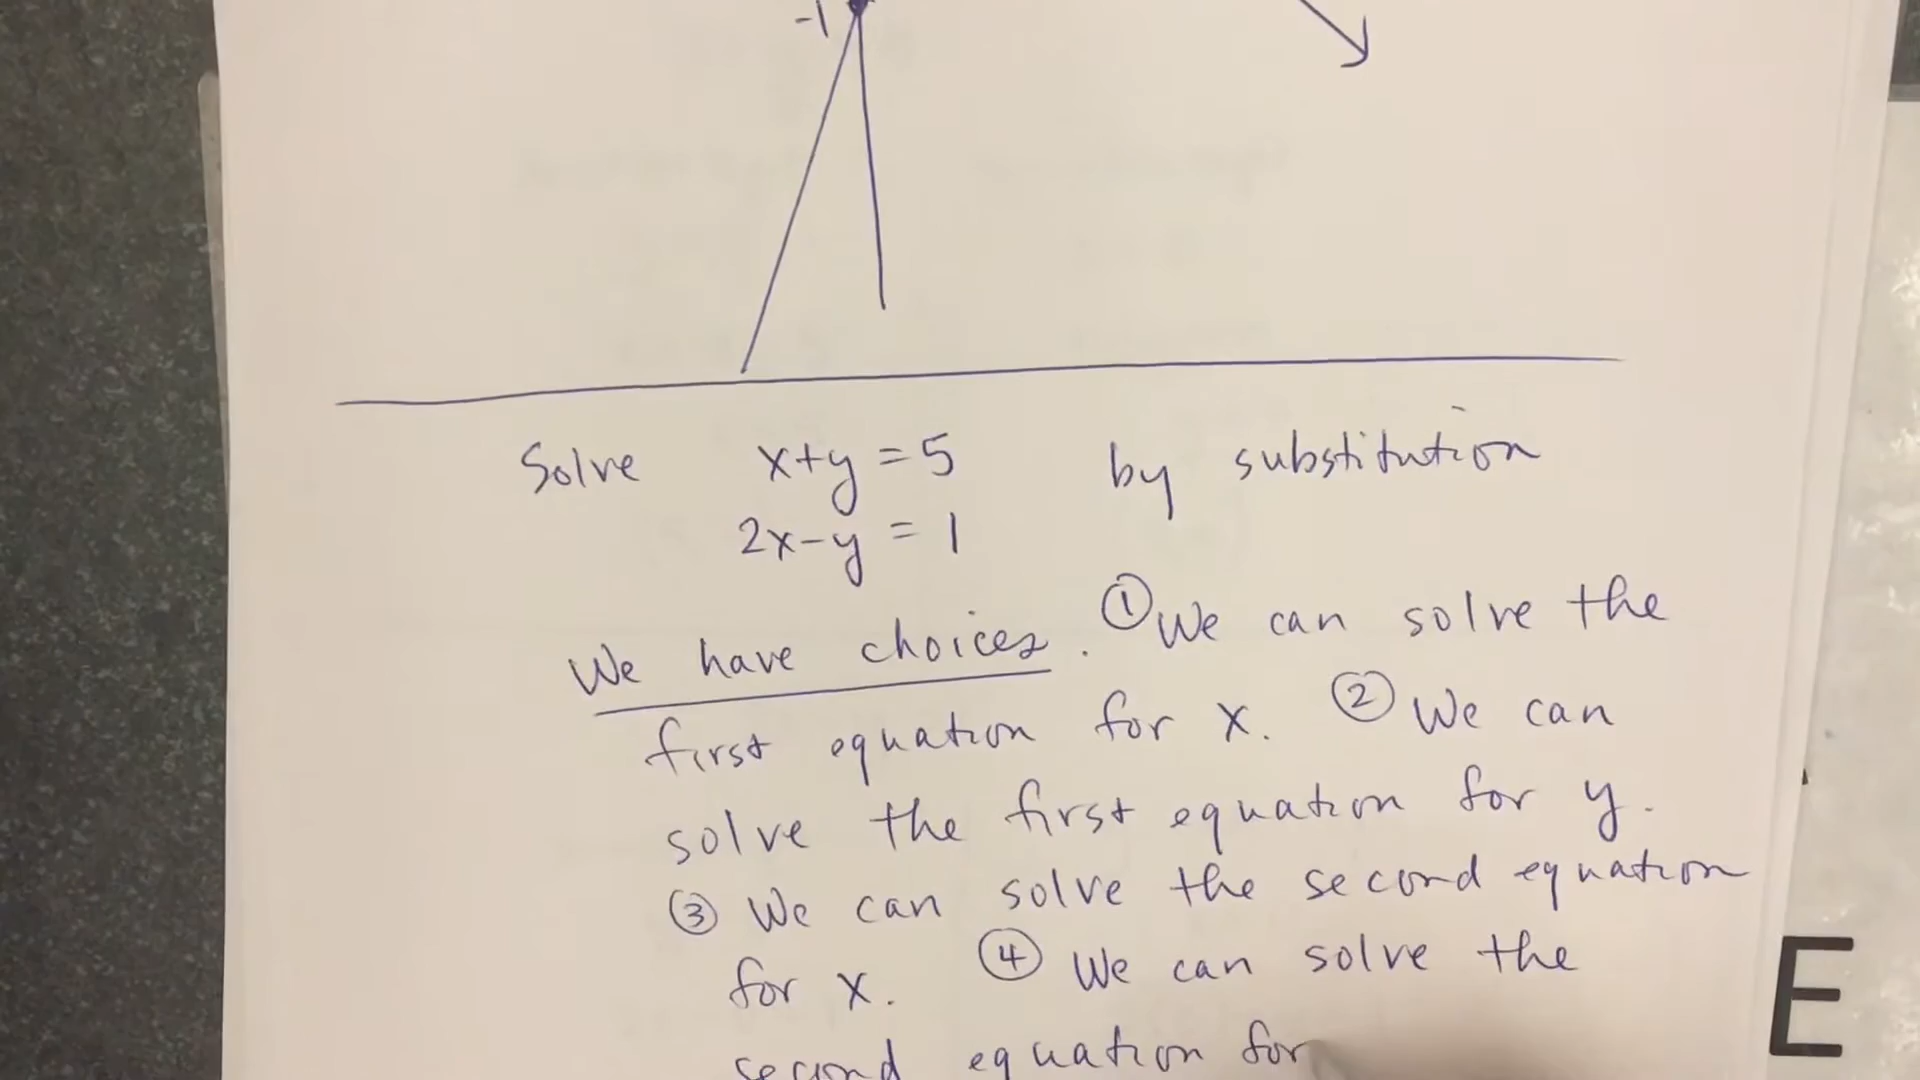 -1
Solve x+y=5 by substitution
2x-y = 1
We have choices. ① We can solve the
first equation for x. ② We can
solve the first equation for y.
③ We can solve the second equation
for x. ④ We can solve the
second equation for
E